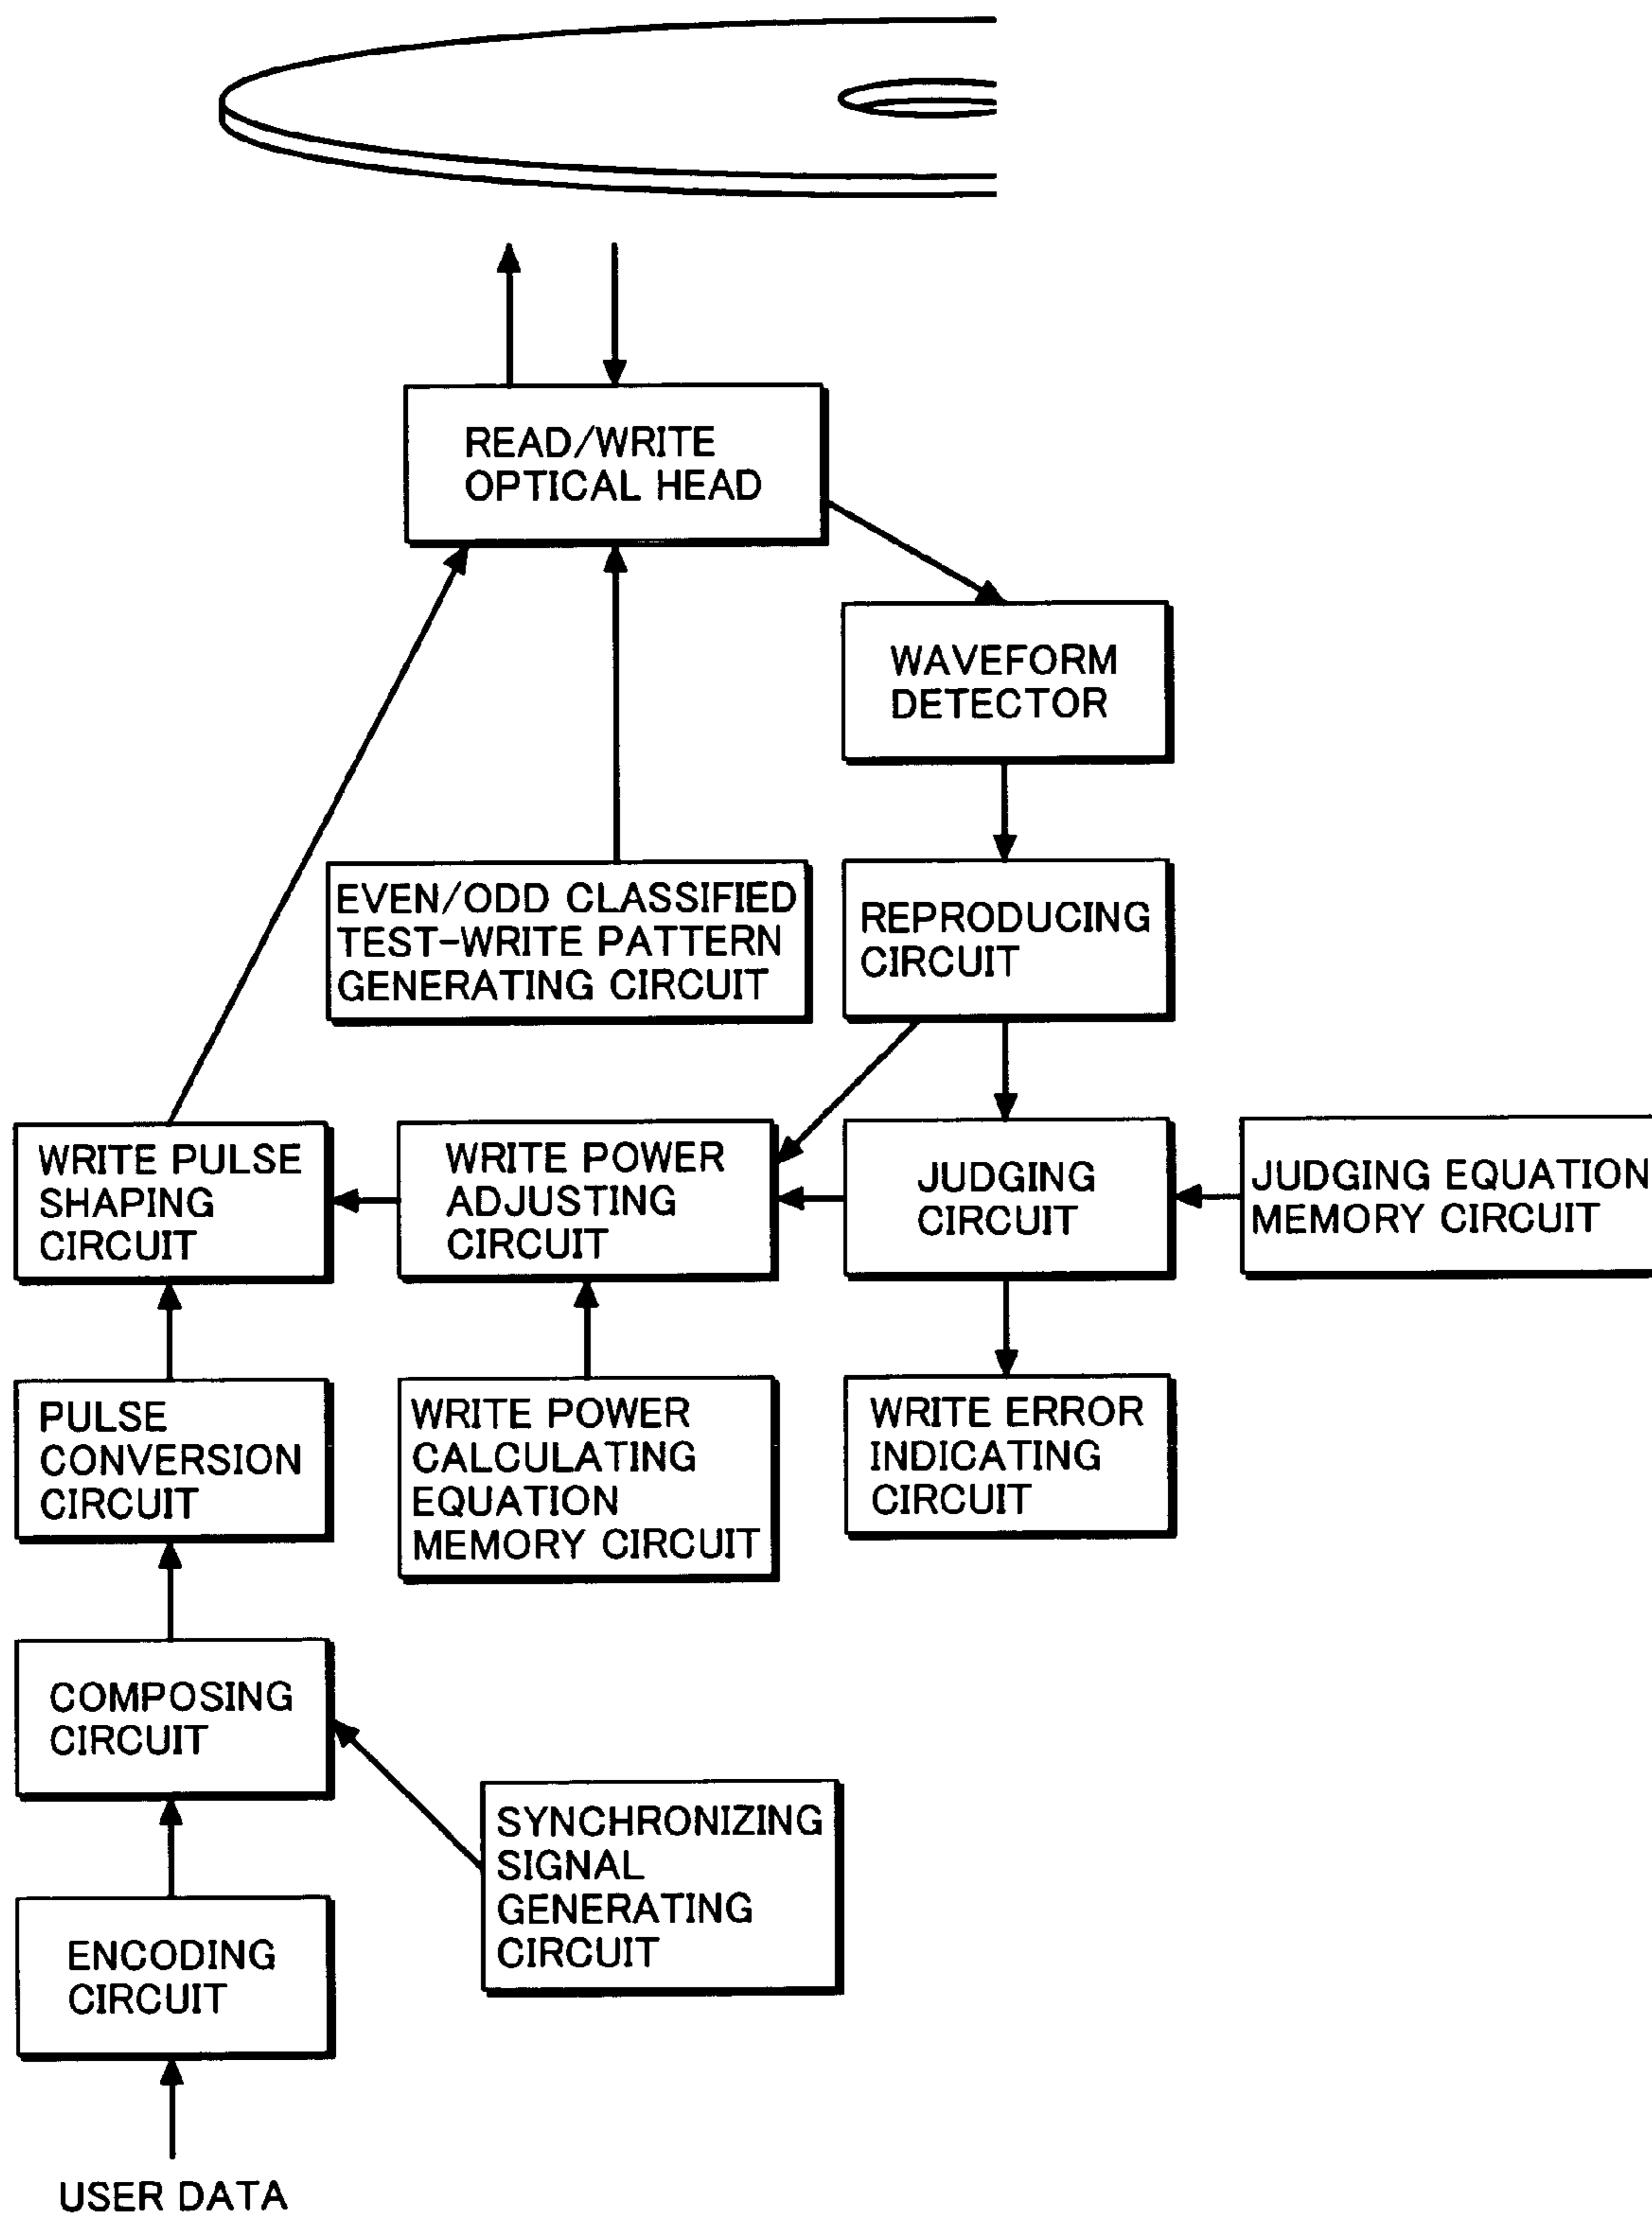 READ/WRITE
OPTICAL HEAD
WAVEFORM
DETECTOR
EVEN/ODD CLASSIFIED
TEST-WRITE PATTERN
GENERATING CIRCUIT
REPRODUCING
CIRCUIT
WRITE PULSE
SHAPING
CIRCUIT
WRITE POWER
ADJUSTING
CIRCUIT
JUDGING
CIRCUIT
JUDGING EQUATION
MEMORY CIRCUIT
PULSE
CONVERSION
CIRCUIT
WRITE POWER
CALCULATING
EQUATION
MEMORY CIRCUIT
WRITE ERROR
INDICATING
CIRCUIT
COMPOSING
CIRCUIT
SYNCHRONIZING
SIGNAL
GENERATING
CIRCUIT
ENCODING
CIRCUIT
USER DATA